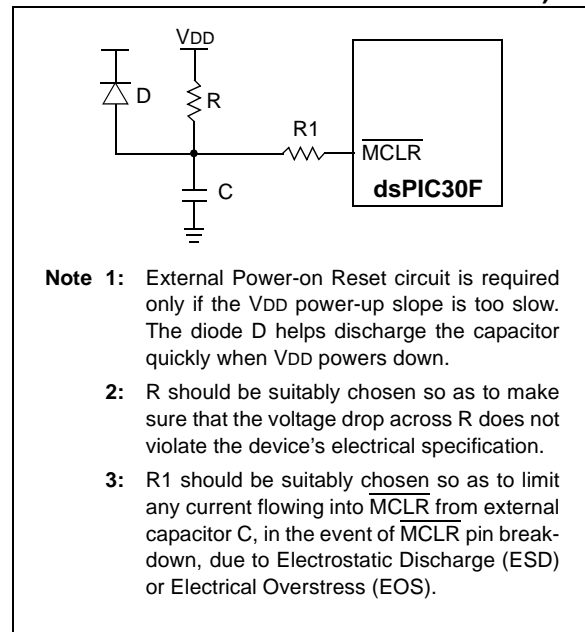 VDD
D
R
R1
MCLR
dsPIC30F
C
Note 1: External Power-on Reset circuit is required
only if the VDD power-up slope is too slow.
The diode D helps discharge the capacitor
quickly when VDD powers down.
2: R should be suitably chosen so as to make
sure that the voltage drop across R does not
violate the device's electrical specification.
3: R1 should be suitably chosen so as to limit
any current flowing into MCLR from external
capacitor C, in the event of MCLR pin break-
down, due to Electrostatic Discharge (ESD)
or Electrical Overstress (EOS).